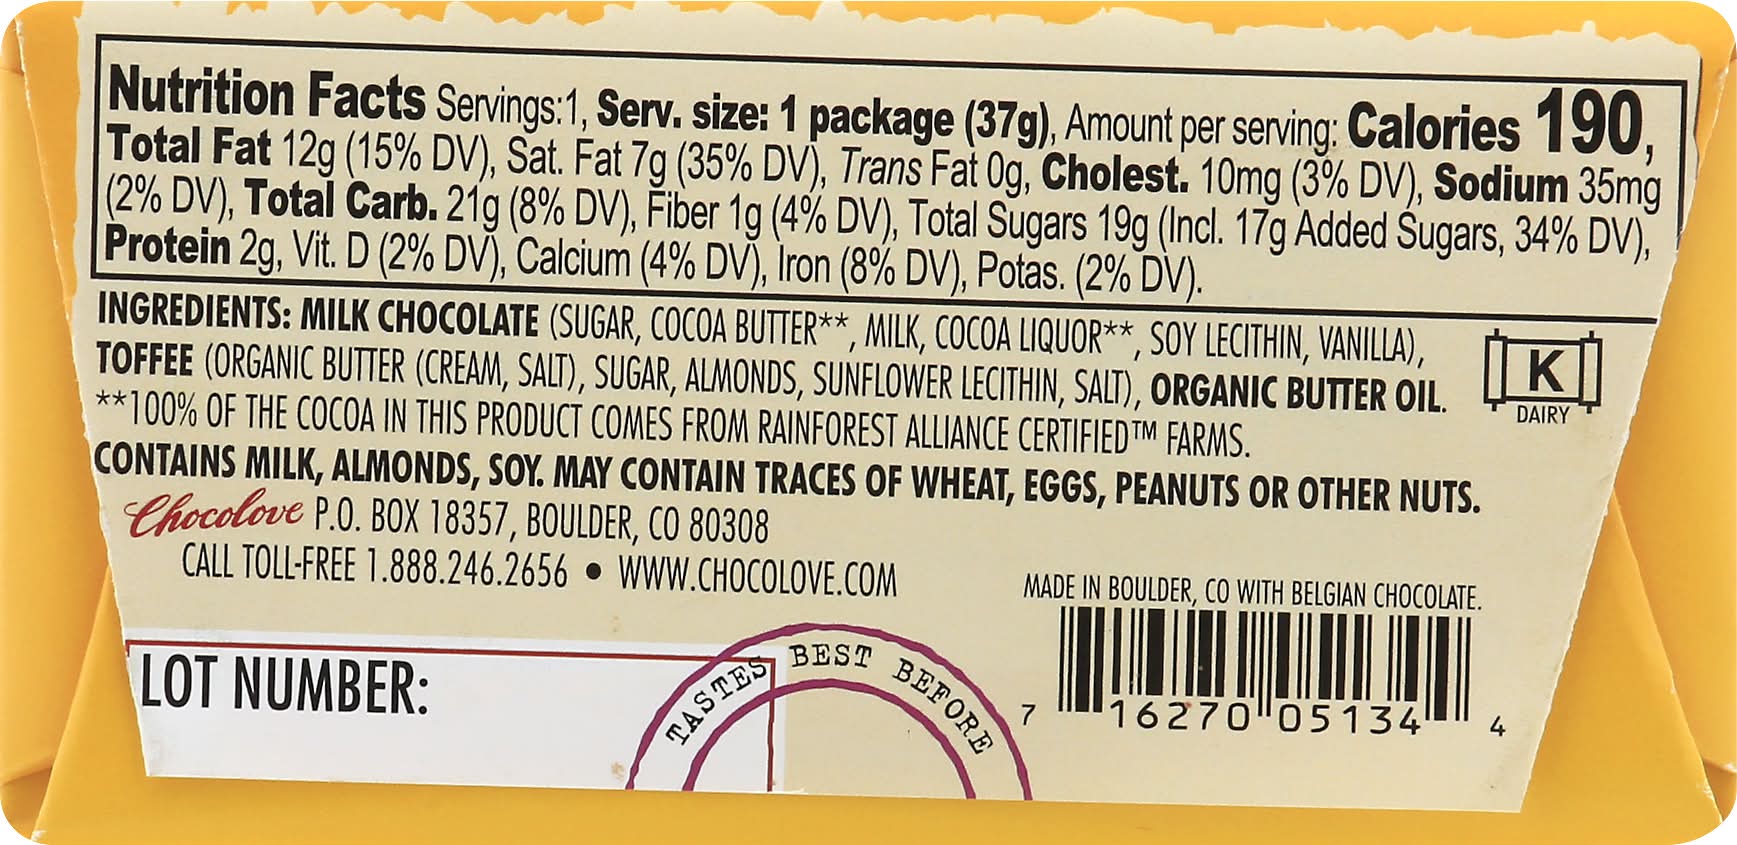 Nutrition Facts Servings:1, Serv. size: 1 package (37g), Amount per serving: Calories 190,
Total Fat 12g (15% DV), Sat. Fat 7g (35% DV), Trans Fat 0g, Cholest. 10mg (3% DV), Sodium 35mg
(2% DV), Total Carb. 21g (8% DV), Fiber 1g (4% DV), Total Sugars 19g (Incl. 17g Added Sugars, 34% DV),
Protein 2g, Vit. D (2% DV), Calcium (4% DV), Iron (8% DV), Potas. (2% DV).
INGREDIENTS: MILK CHOCOLATE (SUGAR, COCOA BUTTER**, MILK, COCOA LIQUOR**, SOY LECITHIN, VANILLA),
TOFFEE (ORGANIC BUTTER (CREAM, SALT), SUGAR, ALMONDS, SUNFLOWER LECITHIN, SALT), ORGANIC BUTTER OIL.
**100% OF THE COCOA IN THIS PRODUCT COMES FROM RAINFOREST ALLIANCE CERTIFIED™ FARMS.
K
DAIRY
CONTAINS MILK, ALMONDS, SOY. MAY CONTAIN TRACES OF WHEAT, EGGS, PEANUTS OR OTHER NUTS.
Chocolove P.O. BOX 18357, BOULDER, CO 80308
CALL TOLL-FREE 1.888.246.2656 • WWW.CHOCOLOVE.COM
MADE IN BOULDER, CO WITH BELGIAN CHOCOLATE.
LOT NUMBER:
TASTES BEST BEFORE
7 16270 05134 4